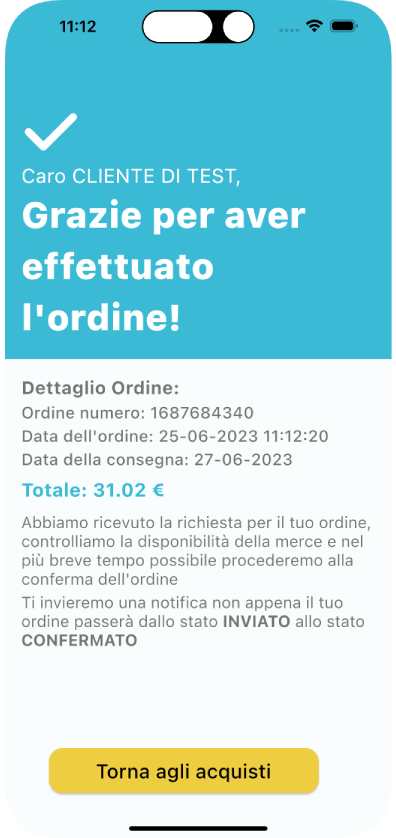 11:12
Caro CLIENTE DI TEST,
Grazie per aver
effettuato
l'ordine!
Dettaglio Ordine:
Ordine numero: 1687684340
Data dell'ordine: 25-06-2023 11:12:20
Data della consegna: 27-06-2023
Totale: 31.02 €
Abbiamo ricevuto la richiesta per il tuo ordine,
controlliamo la disponibilità della merce e nel
più breve tempo possibile procederemo alla
conferma dell'ordine
Ti invieremo una notifica non appena il tuo
ordine passerà dallo stato INVIATO allo stato
CONFERMATO
Torna agli acquisti